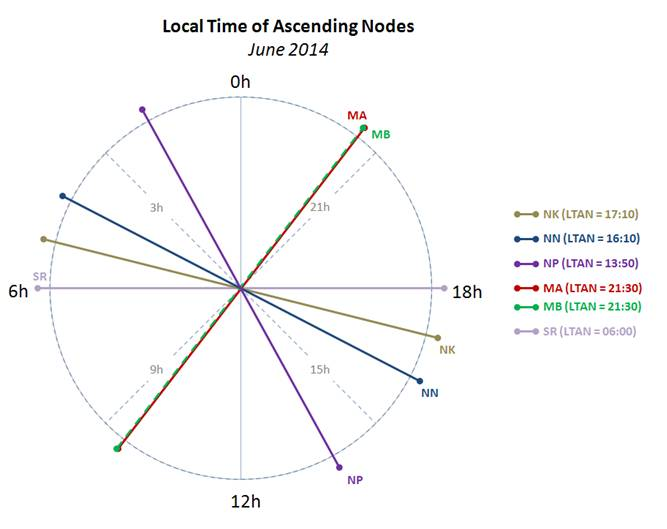 Local Time of Ascending Nodes
June 2014
0h
MA
MB
3h
21h
NK (LTAN = 17:10)
NN (LTAN = 16:10)
NP (LTAN = 13:50)
MA (LTAN = 21:30)
MB (LTAN = 21:30)
SR (LTAN = 06:00)
SR
6h
18h
NK
9h
15h
NN
NP
12h